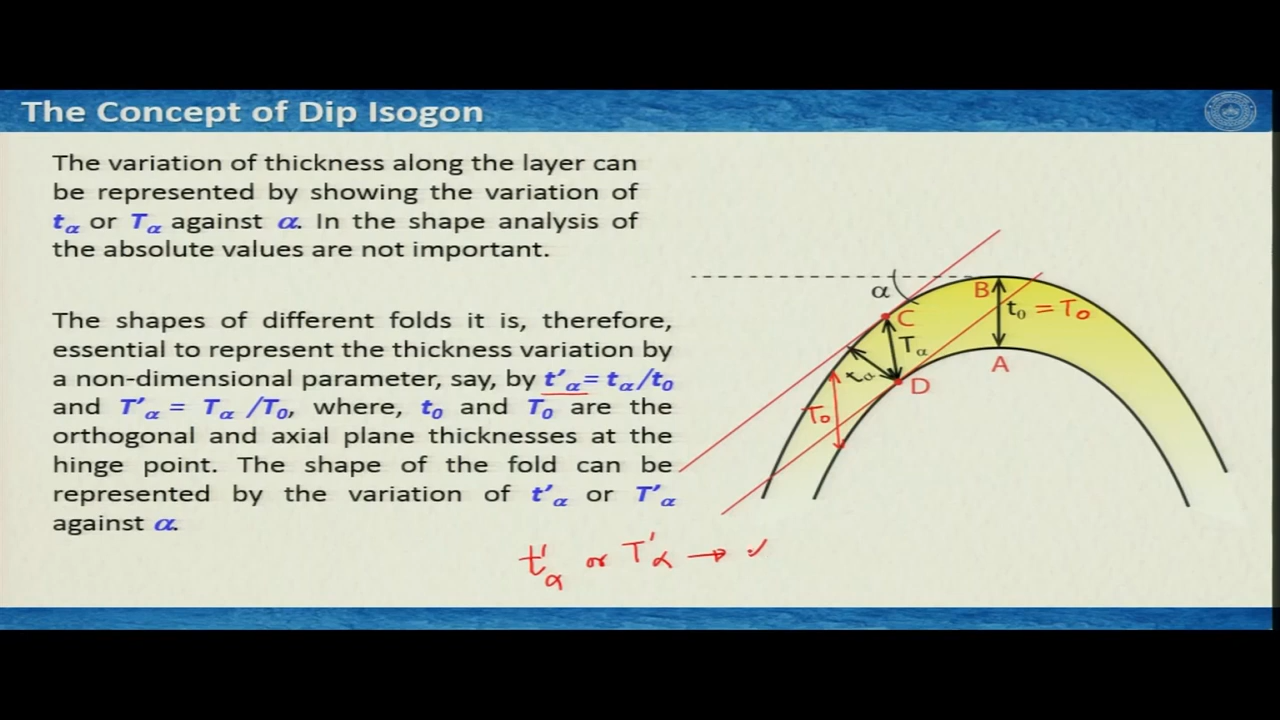 The Concept of Dip Isogon
The variation of thickness along the layer can
be represented by showing the variation of
tα or Tα against α. In the shape analysis of
the absolute values are not important.
The shapes of different folds it is, therefore,
essential to represent the thickness variation by
a non-dimensional parameter, say, by t’α= tα/t0
and T’α = Tα /T0, where, t0 and T0 are the
orthogonal and axial plane thicknesses at the
hinge point. The shape of the fold can be
represented by the variation of t’α or T’α
against α.
t'α or T'α → ✓
α
B
t0 = T0
C
Tα
A
tα
D
T0